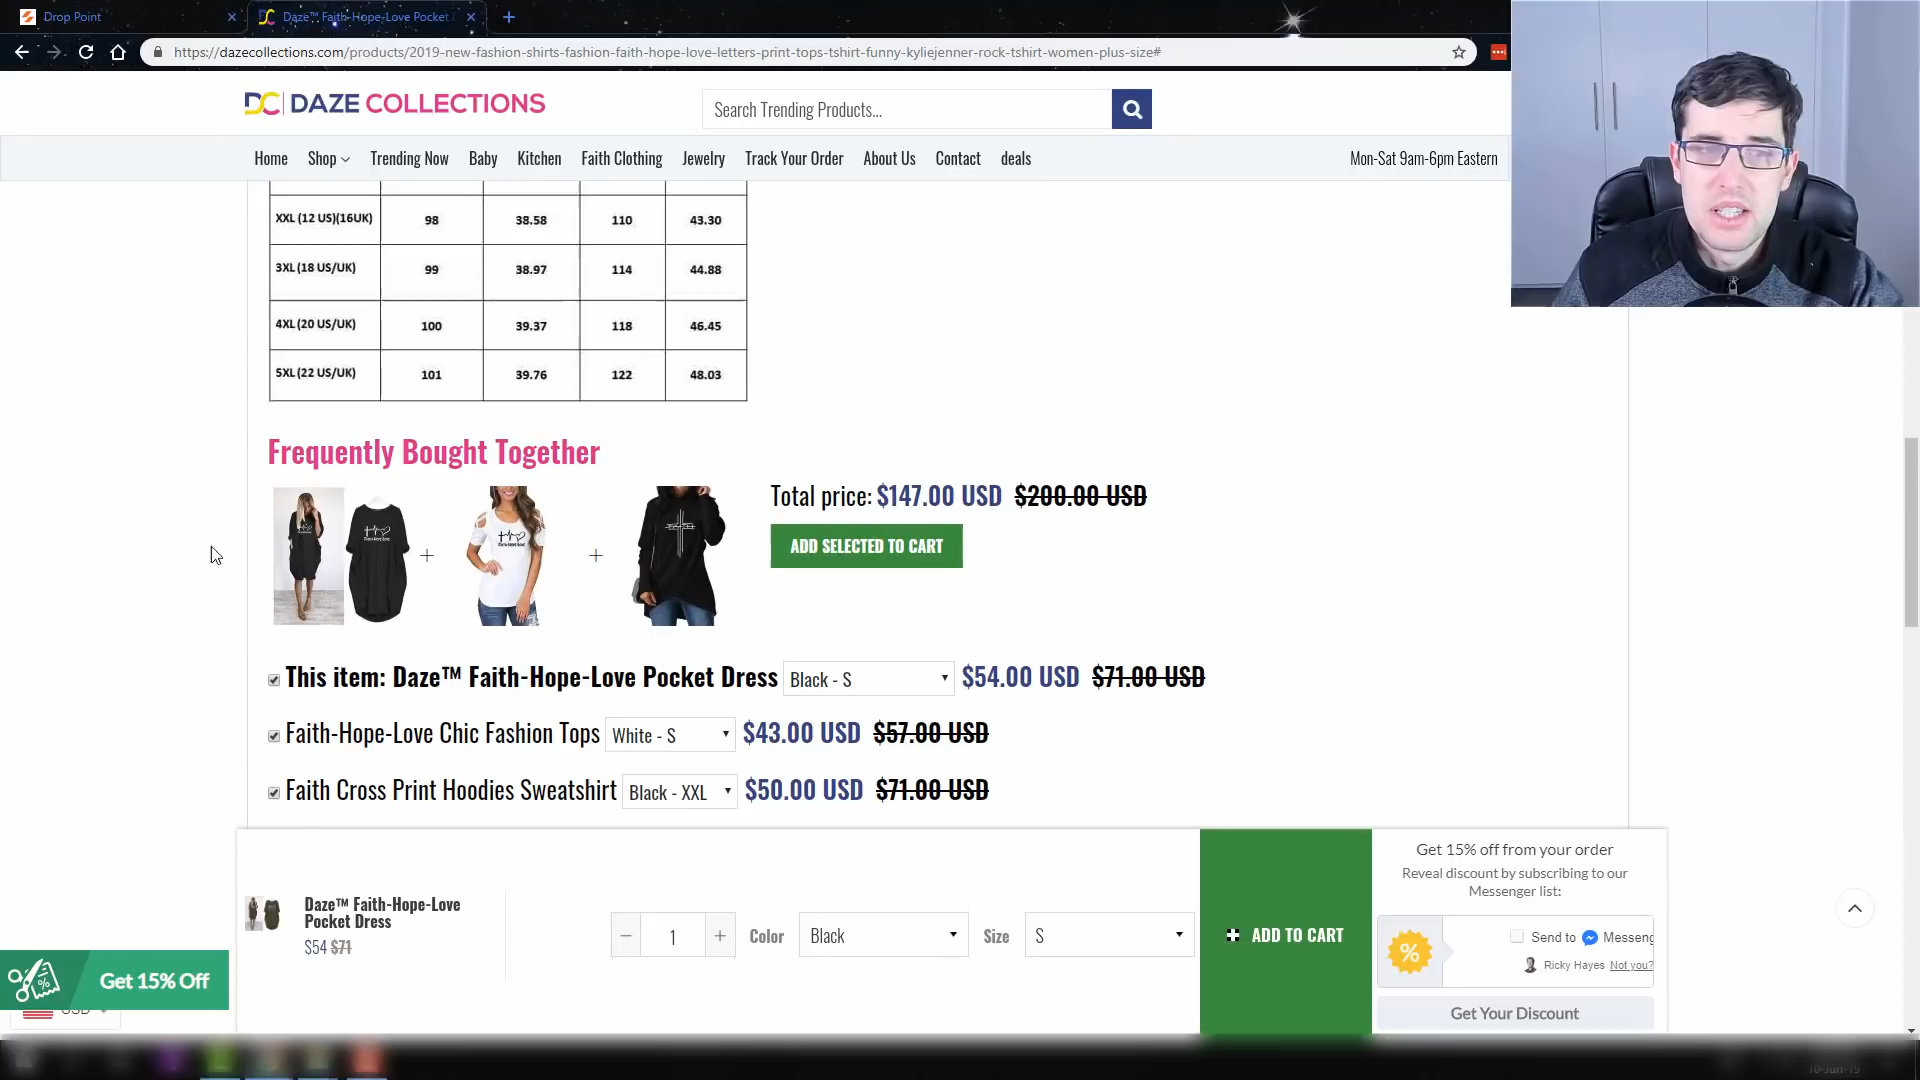 Drop Point
Daze™ Faith-Hope-Love Pocket
https://dazecollections.com/products/2019-new-fashion-shirts-fashion-faith-hope-love-letters-print-tops-tshirt-funny-kyliejenner-rock-tshirt-women-plus-size#
DC DAZE COLLECTIONS
Search Trending Products...
Home Shop Trending Now Baby Kitchen Faith Clothing Jewelry Track Your Order About Us Contact deals Mon-Sat 9am-6pm Eastern
XXL (12 US)(16UK) 98 38.58 110 43.30
3XL (18 US/UK) 99 38.97 114 44.88
4XL (20 US/UK) 100 39.37 118 46.45
5XL (22 US/UK) 101 39.76 122 48.03
Frequently Bought Together
Total price: $147.00 USD $200.00 USD
ADD SELECTED TO CART
This item: Daze™ Faith-Hope-Love Pocket Dress Black - S $54.00 USD $71.00 USD
Faith-Hope-Love Chic Fashion Tops White - S $43.00 USD $57.00 USD
Faith Cross Print Hoodies Sweatshirt Black - XXL $50.00 USD $71.00 USD
Daze™ Faith-Hope-Love
Pocket Dress
$54 $71
− 1 + Color Black Size S
ADD TO CART
Get 15% off from your order
Reveal discount by subscribing to our
Messenger list:
% Send to Messeng
Ricky Hayes Not you?
Get Your Discount
Get 15% Off
USD
10-Jun-19